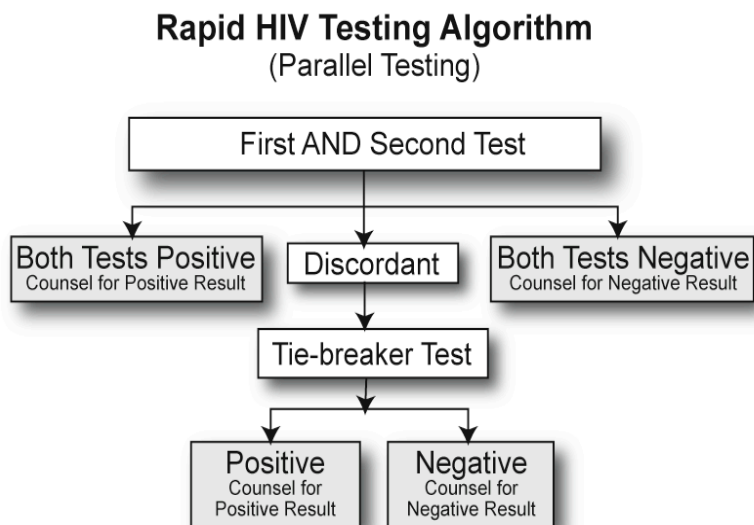 Rapid HIV Testing Algorithm
(Parallel Testing)
First AND Second Test
Both Tests Positive
Counsel for Positive Result
Discordant
Both Tests Negative
Counsel for Negative Result
Tie-breaker Test
Positive
Counsel for
Positive Result
Negative
Counsel for
Negative Result